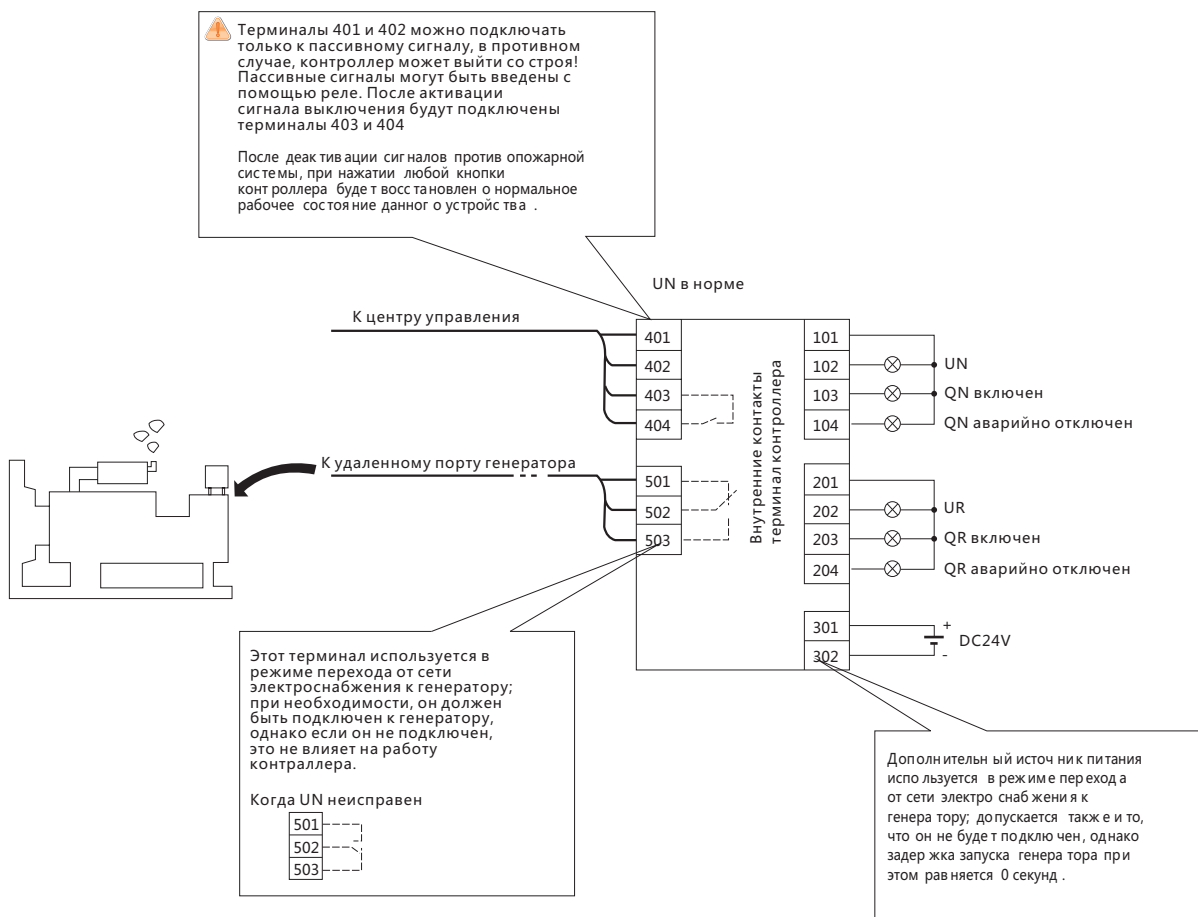 Терминалы 401 и 402 можно подключать
только к пассивному сигналу, в противном
случае, контроллер может выйти со строя!
Пассивные сигналы могут быть введены с
помощью реле. После активации
сигнала выключения будут подключены
терминалы 403 и 404
После деактивации сигналов против опожарной
системы, при нажатии любой кнопки
контроллера будет восстановлен о нормальное
рабочее состояние данного устройства .
UN в норме
К центру управления
401
402
403
404
К удаленному порту генератора
501
502
503
Внутренние контакты
терминал контроллера
101
102
103
104
UN
QN включен
QN аварийно отключен
201
202
203
204
UR
QR включен
QR аварийно отключен
301
302
+
-
DC24V
Этот терминал используется в
режиме перехода от сети
электроснабжения к генератору;
при необходимости, он должен
быть подключен к генератору,
однако если он не подключен,
это не влияет на работу
контраллера.
Когда UN неисправен
501
502
503
Дополнительный источник питания
используется в режиме перехода
от сети электроснабжения к
генератору; допускается также и то,
что он не будет подключен, однако
задержка запуска генератора при
этом равняется 0 секунд .